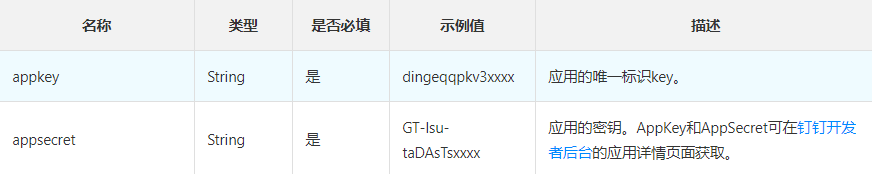 名称 类型 是否必填 示例值 描述
appkey String 是 dingeqqpkv3xxxx 应用的唯一标识key。
appsecret String 是 GT-lsu-taDAsTsxxxx 应用的密钥。AppKey和AppSecret可在钉钉开发者后台的应用详情页面获取。